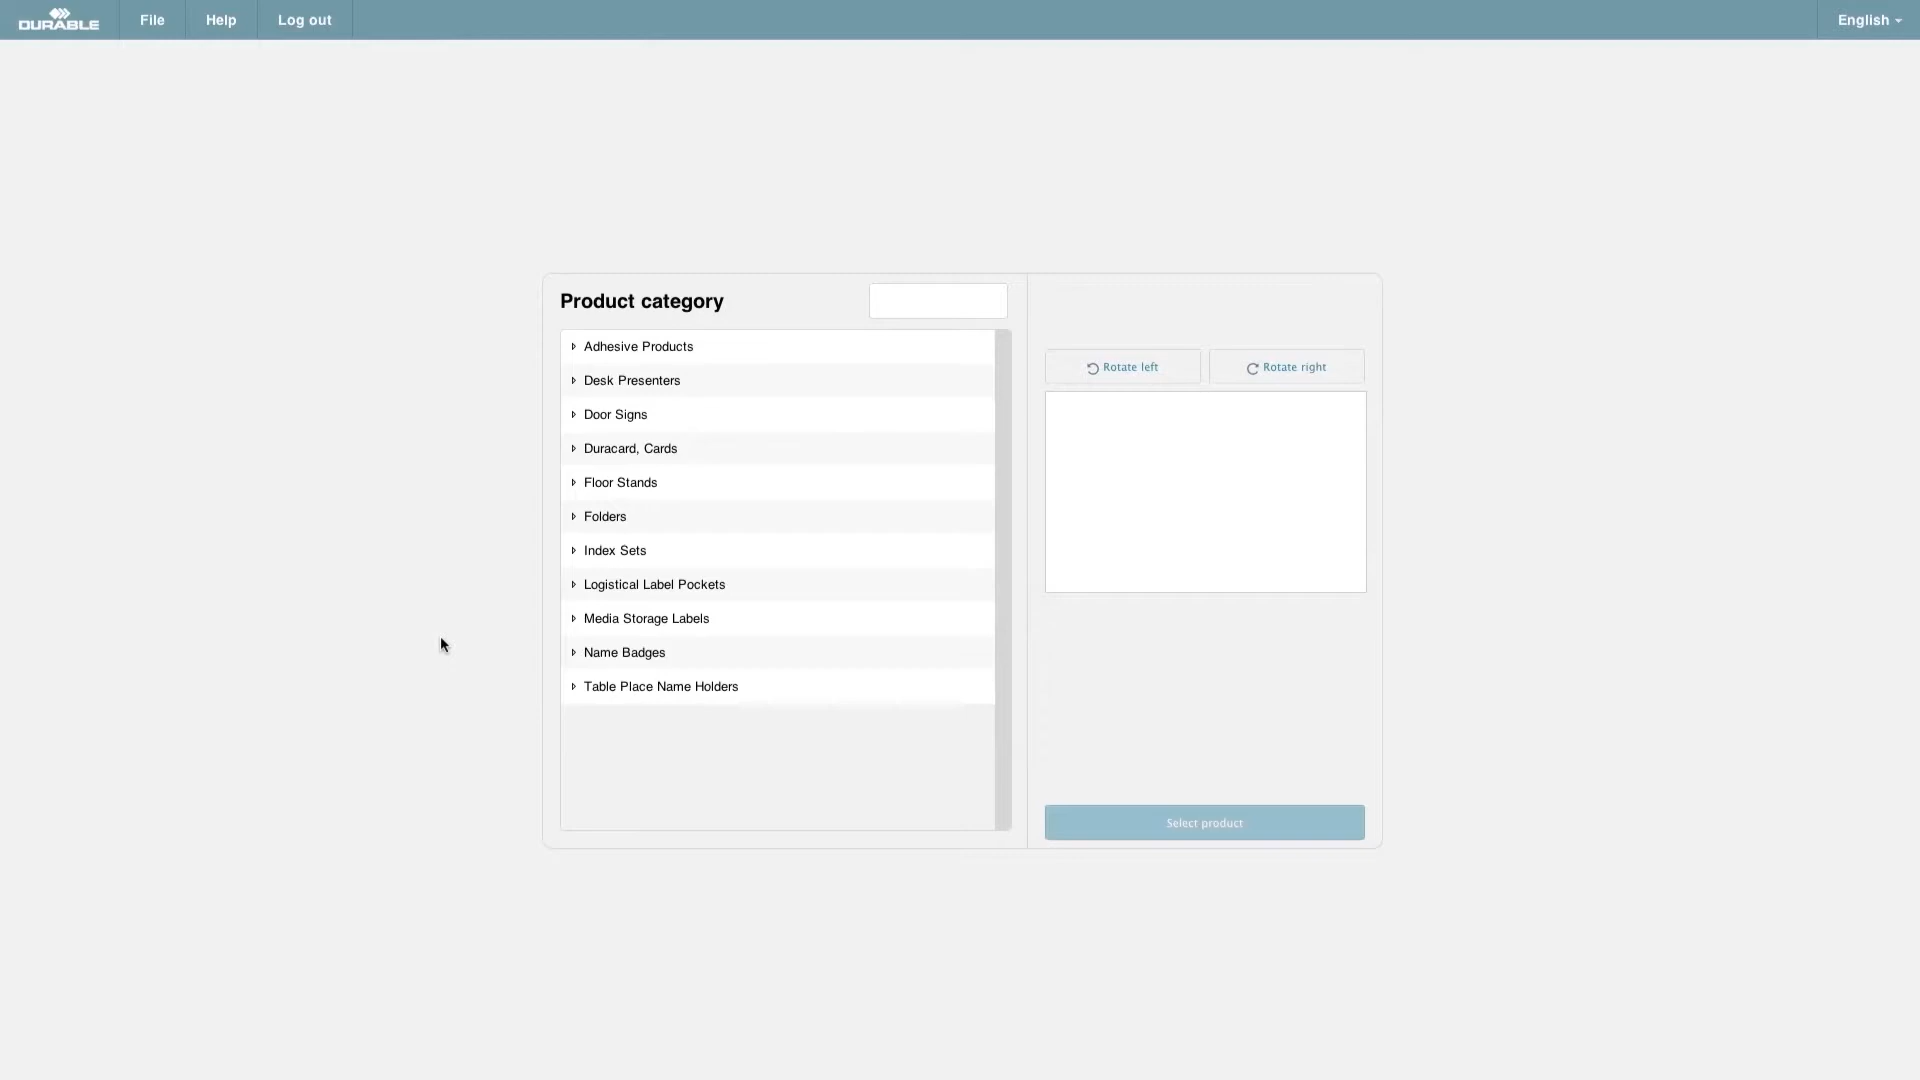 DURABLE
File
Help
Log out
English
Product category
Adhesive Products
Desk Presenters
Door Signs
Duracard, Cards
Floor Stands
Folders
Index Sets
Logistical Label Pockets
Media Storage Labels
Name Badges
Table Place Name Holders
Rotate left
Rotate right
Select product